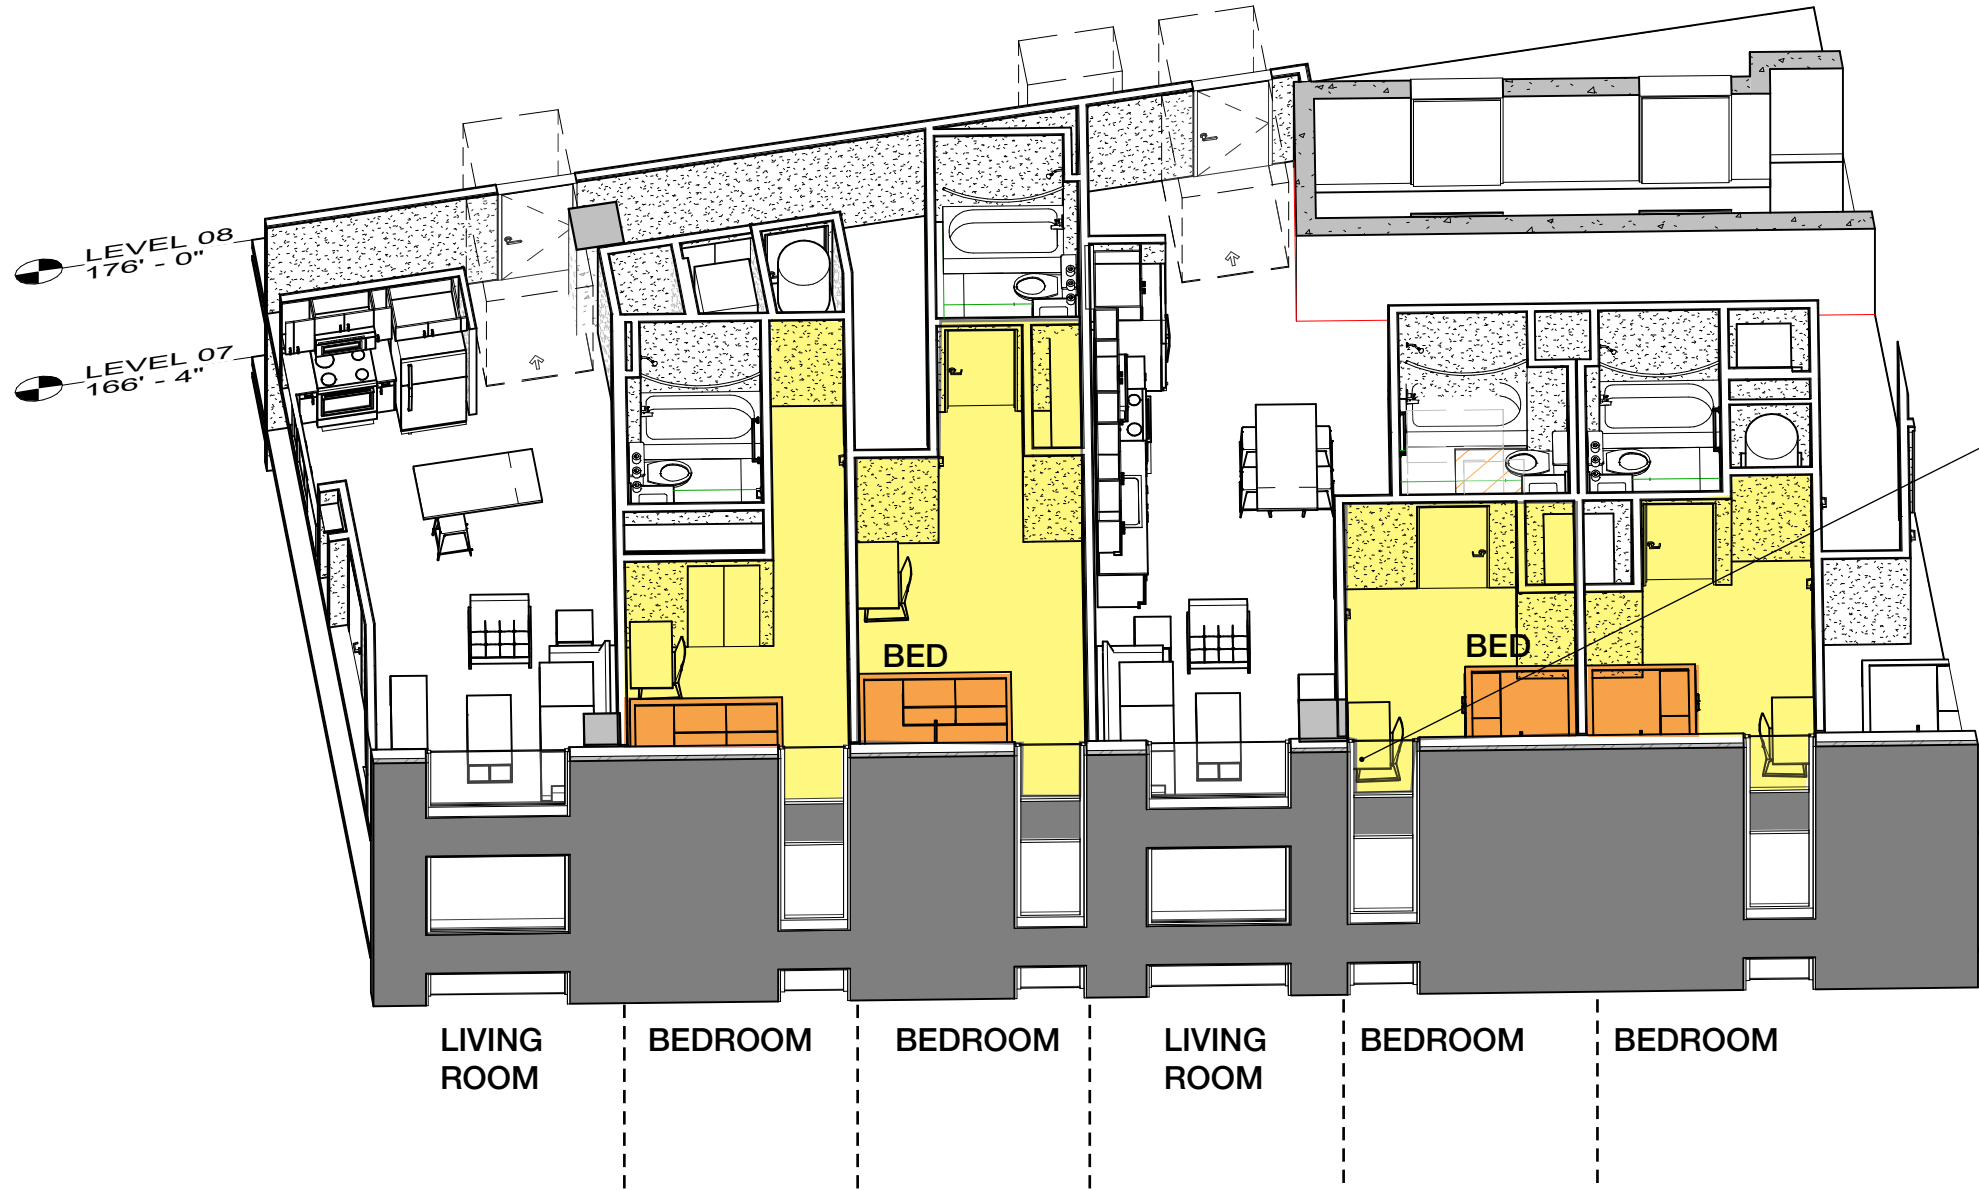 LEVEL 08
176' - 0"
LEVEL 07
166' - 4"
BED
BED
LIVING
ROOM
BEDROOM
BEDROOM
LIVING
ROOM
BEDROOM
BEDROOM